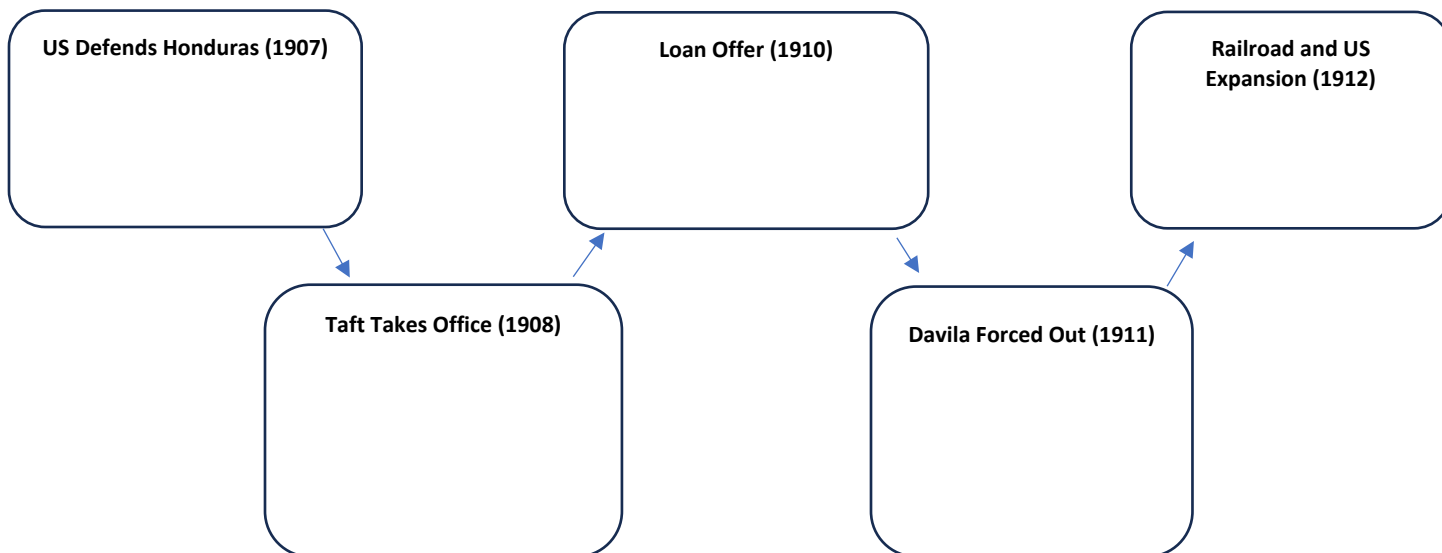 US Defends Honduras (1907)
Taft Takes Office (1908)
Loan Offer (1910)
Davila Forced Out (1911)
Railroad and US
Expansion (1912)